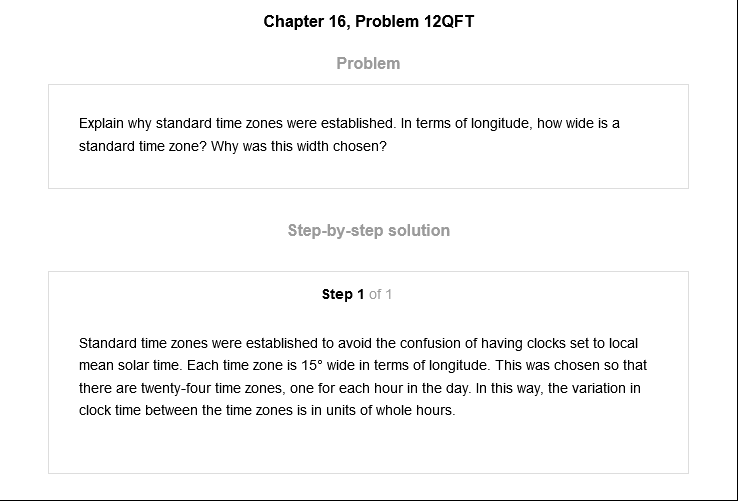 Chapter 16, Problem 12QFT
Problem
Explain why standard time zones were established. In terms of longitude, how wide is a
standard time zone? Why was this width chosen?
Step-by-step solution
Step 1 of 1
Standard time zones were established to avoid the confusion of having clocks set to local
mean solar time. Each time zone is 15° wide in terms of longitude. This was chosen so that
there are twenty-four time zones, one for each hour in the day. In this way, the variation in
clock time between the time zones is in units of whole hours.